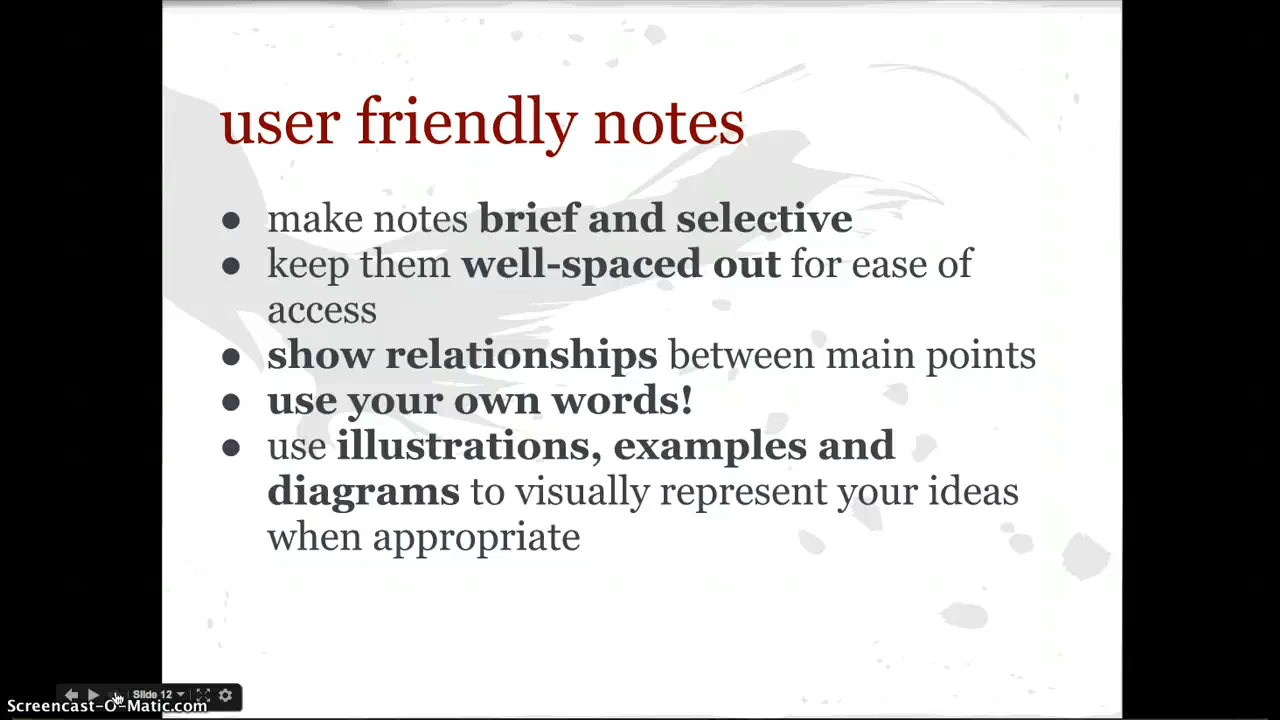 user friendly notes
● make notes brief and selective
● keep them well-spaced out for ease of
access
● show relationships between main points
● use your own words!
● use illustrations, examples and
diagrams to visually represent your ideas
when appropriate
Slide 12
Screencast-O-Matic.com